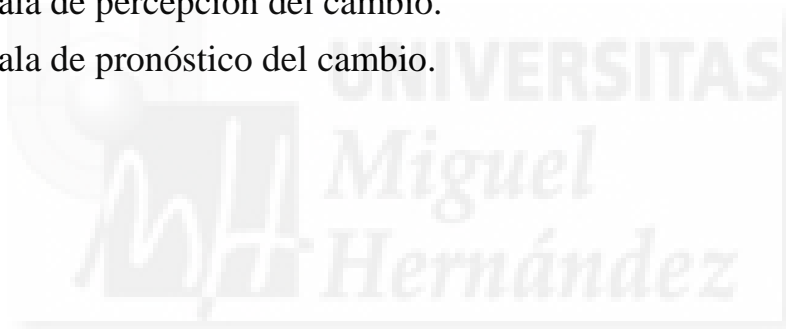 ala de percepción del cambio.
ala de pronóstico del cambio.
UNIVERSITAS
Miguel
Hernández